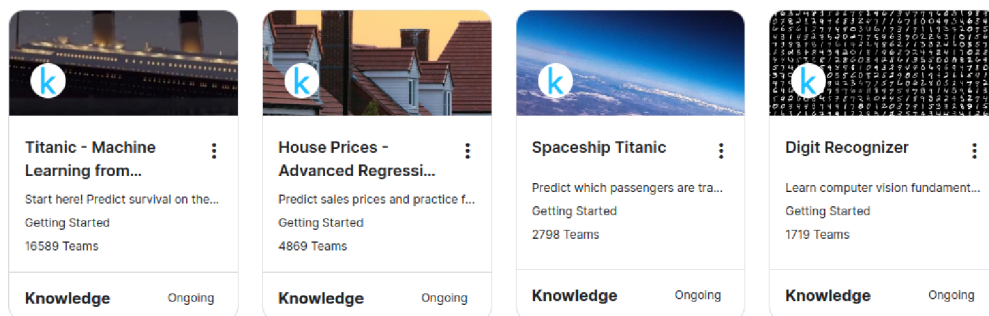 Titanic - Machine
Learning from...
Start here! Predict survival on the...
Getting Started
16589 Teams
Knowledge
Ongoing
House Prices -
Advanced Regressi...
Predict sales prices and practice f...
Getting Started
4869 Teams
Knowledge
Ongoing
Spaceship Titanic
Predict which passengers are tra...
Getting Started
2798 Teams
Knowledge
Ongoing
Digit Recognizer
Learn computer vision fundament...
Getting Started
1719 Teams
Knowledge
Ongoing